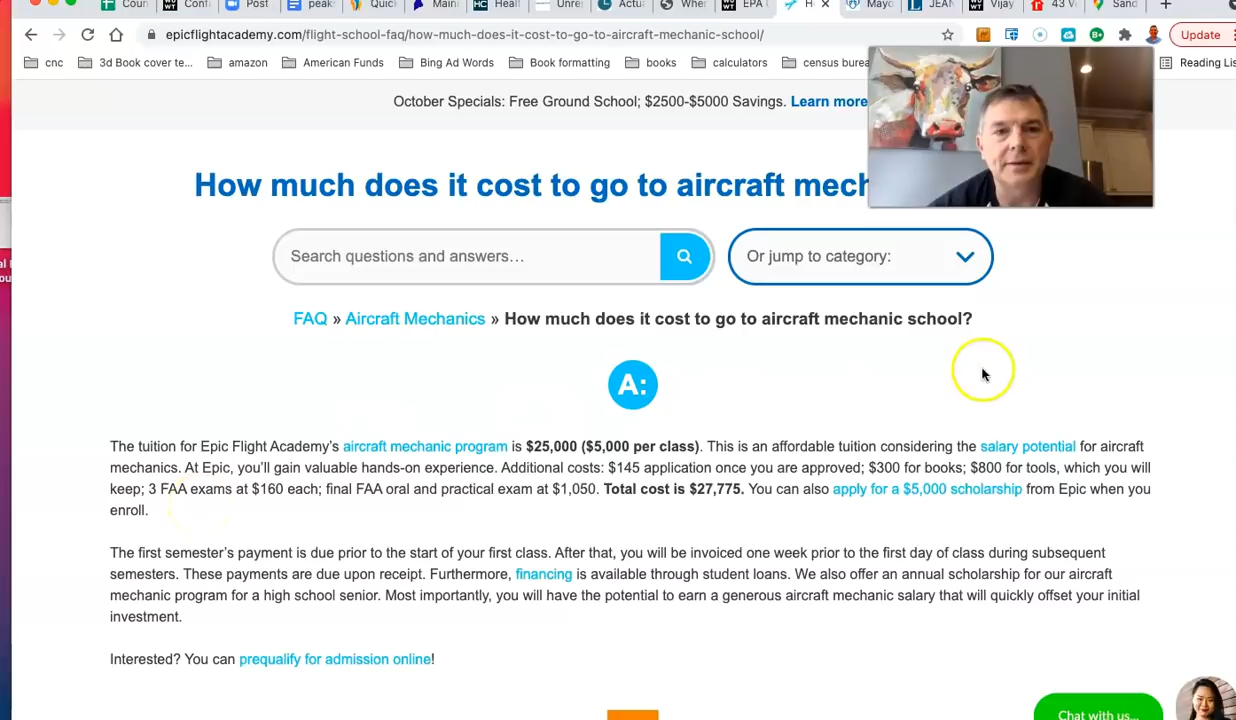 Coun
Conf
Post
peak
Quick
Main
Healt
Unre
Actua
When
EPA
H
Mayo
JEAN
Vijay
43 V
Sand
epicflightacademy.com/flight-school-faq/how-much-does-it-cost-to-go-to-aircraft-mechanic-school/
Update
cnc
3d Book cover te...
amazon
American Funds
Bing Ad Words
Book formatting
books
calculators
census burea
Reading Lis
October Specials: Free Ground School; $2500-$5000 Savings. Learn more
How much does it cost to go to aircraft mech
Search questions and answers...
Or jump to category:
FAQ » Aircraft Mechanics » How much does it cost to go to aircraft mechanic school?
A:
The tuition for Epic Flight Academy's aircraft mechanic program is $25,000 ($5,000 per class). This is an affordable tuition considering the salary potential for aircraft
mechanics. At Epic, you'll gain valuable hands-on experience. Additional costs: $145 application once you are approved; $300 for books; $800 for tools, which you will
keep; 3 FAA exams at $160 each; final FAA oral and practical exam at $1,050. Total cost is $27,775. You can also apply for a $5,000 scholarship from Epic when you
enroll.
The first semester's payment is due prior to the start of your first class. After that, you will be invoiced one week prior to the first day of class during subsequent
semesters. These payments are due upon receipt. Furthermore, financing is available through student loans. We also offer an annual scholarship for our aircraft
mechanic program for a high school senior. Most importantly, you will have the potential to earn a generous aircraft mechanic salary that will quickly offset your initial
investment.
Interested? You can prequalify for admission online!
Chat with us...